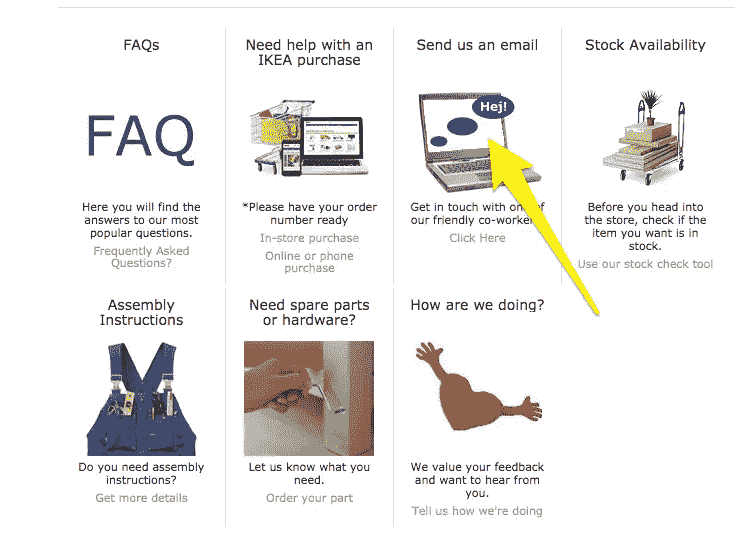 FAQs
FAQ
Here you will find the
answers to our most
popular questions.
Frequently Asked
Questions?
Need help with an
IKEA purchase
*Please have your order
number ready
In-store purchase
Online or phone
purchase
Send us an email
Hej!
Get in touch with one of
our friendly co-workers
Click Here
Stock Availability
Before you head into
the store, check if the
item you want is in
stock.
Use our stock check tool
Assembly
Instructions
Do you need assembly
instructions?
Get more details
Need spare parts
or hardware?
Let us know what you
need.
Order your part
How are we doing?
We value your feedback
and want to hear from
you.
Tell us how we're doing